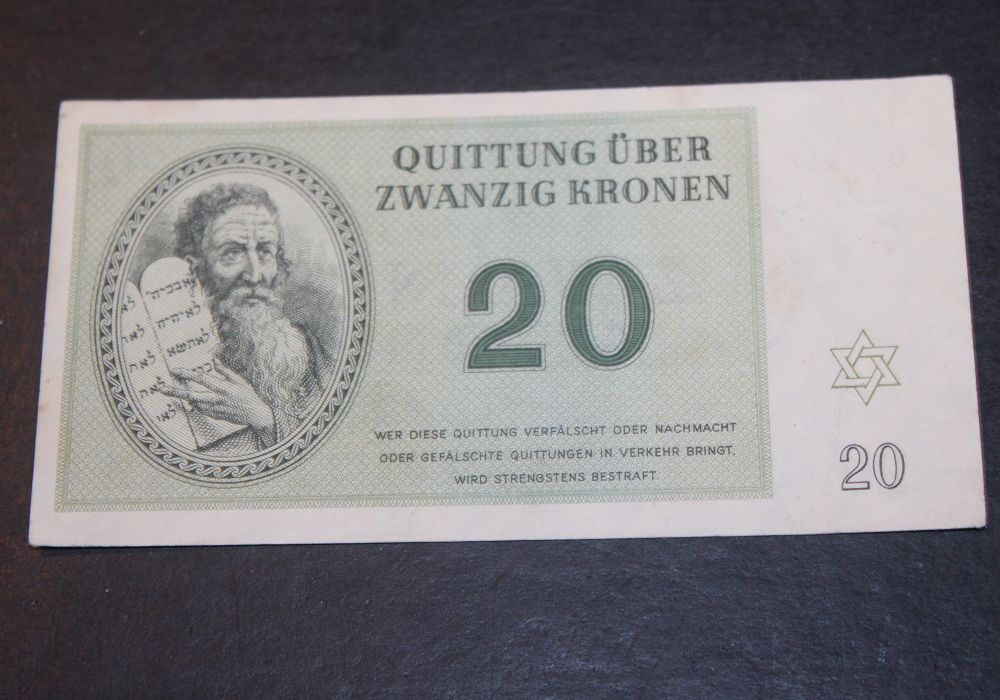 QUITTUNG ÜBER
ZWANZIG KRONEN
20
WER DIESE QUITTUNG VERFÄLSCHT ODER NACHMACHT
ODER GEFÄLSCHTE QUITTUNGEN IN VERKEHR BRINGT,
WIRD STRENGSTENS BESTRAFT.
20